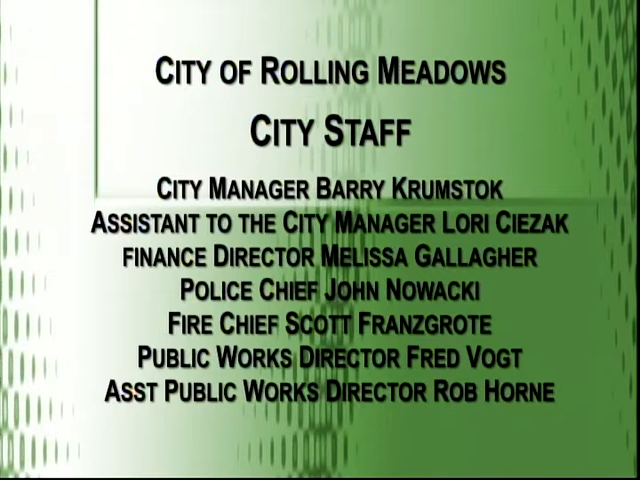 CITY OF ROLLING MEADOWS
CITY STAFF
CITY MANAGER BARRY KRUMSTOK
ASSISTANT TO THE CITY MANAGER LORI CIEZAK
FINANCE DIRECTOR MELISSA GALLAGHER
POLICE CHIEF JOHN NOWACKI
FIRE CHIEF SCOTT FRANZGROTE
PUBLIC WORKS DIRECTOR FRED VOGT
ASST PUBLIC WORKS DIRECTOR ROB HORNE